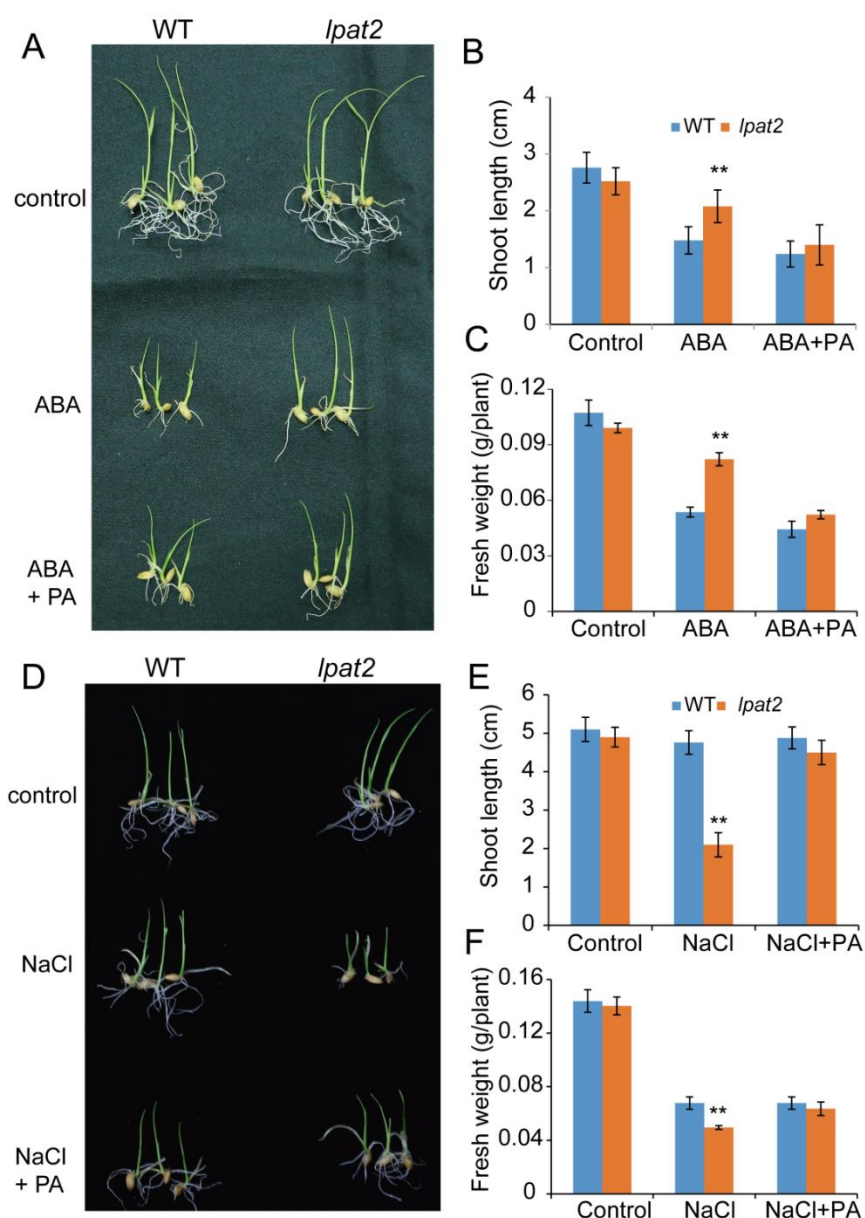 A
WT lpat2
control
ABA
ABA
+ PA
B
Shoot length (cm)
4
3
2
1
0
WT lpat2
**
Control ABA ABA+PA
C
Fresh weight (g/plant)
0.12
0.09
0.06
0.03
0
**
Control ABA ABA+PA
D
WT lpat2
control
NaCl
NaCl
+ PA
E
Shoot length (cm)
6
5
4
3
2
1
0
WT lpat2
**
Control NaCl NaCl+PA
F
Fresh weight (g/plant)
0.16
0.12
0.08
0.04
0
**
Control NaCl NaCl+PA